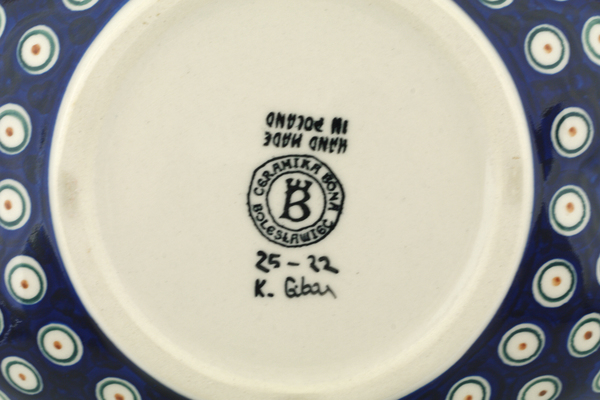 HAND MADE
IN POLAND
CERAMIKA BONA
B
BOLESŁAWIEC
25-22
K.